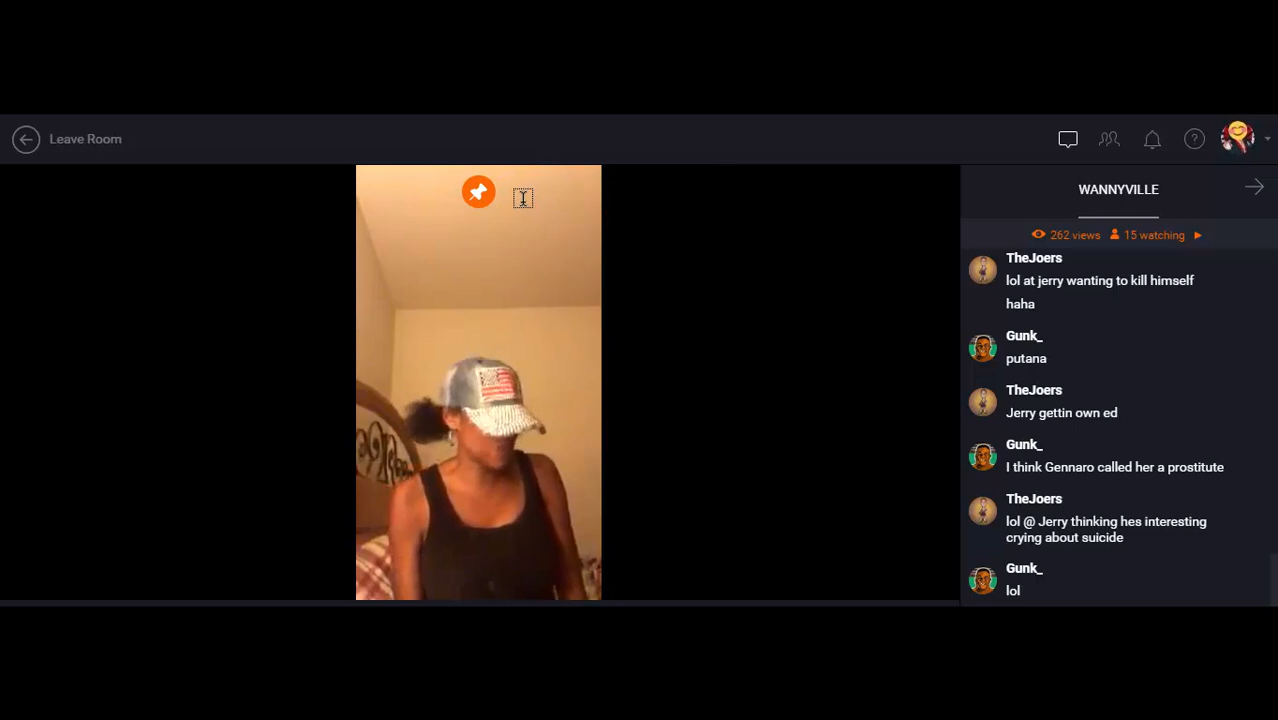 Leave Room
WANNYVILLE
262 views 15 watching
TheJoers
lol at jerry wanting to kill himself
haha
Gunk_
putana
TheJoers
Jerry gettin own ed
Gunk_
I think Gennaro called her a prostitute
TheJoers
lol @ Jerry thinking hes interesting
crying about suicide
Gunk_
lol